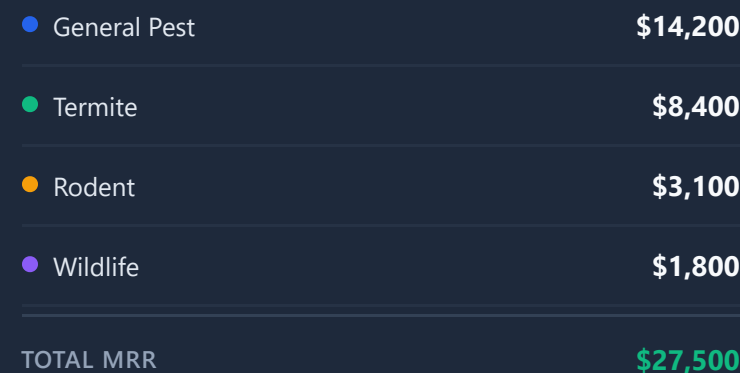 General Pest $14,200
Termite $8,400
Rodent $3,100
Wildlife $1,800
TOTAL MRR $27,500